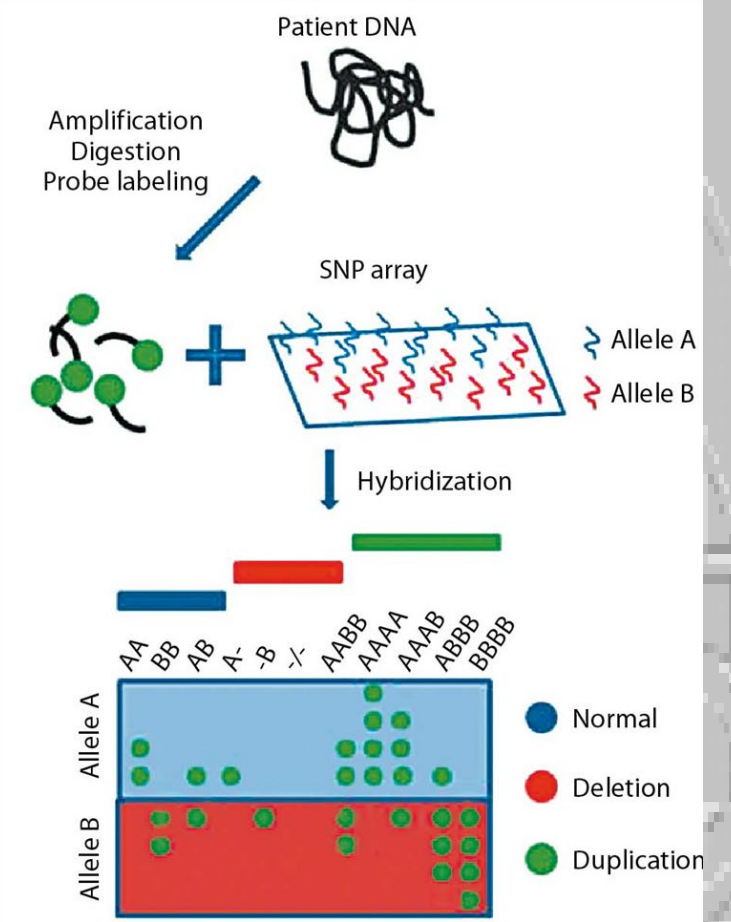 Patient DNA
Amplification
Digestion
Probe labeling
SNP array
Allele A
Allele B
Hybridization
AA
BB
AB
A-
-B
-/-
AABB
AAAA
AAAB
ABBB
BBBB
Allele A
Allele B
Normal
Deletion
Duplication